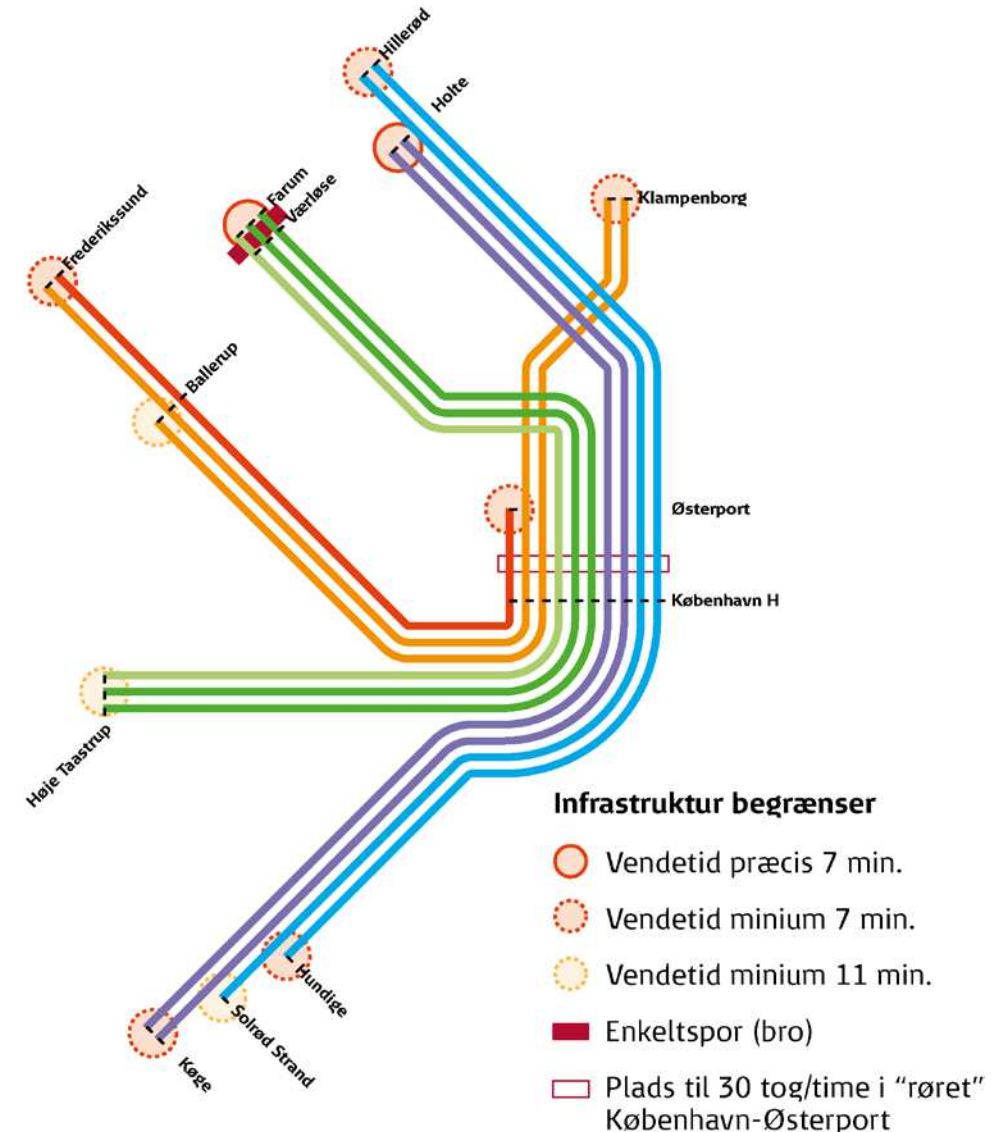 Hillerød
Holte
Farum
Værløse
Klampenborg
Frederikssund
Ballerup
Østerport
København H
Høje Taastrup
Hundige
Solrød Strand
Køge
Infrastruktur begrænser
Vendetid præcis 7 min.
Vendetid minium 7 min.
Vendetid minium 11 min.
Enkeltspor (bro)
Plads til 30 tog/time i “røret”
København-Østerport